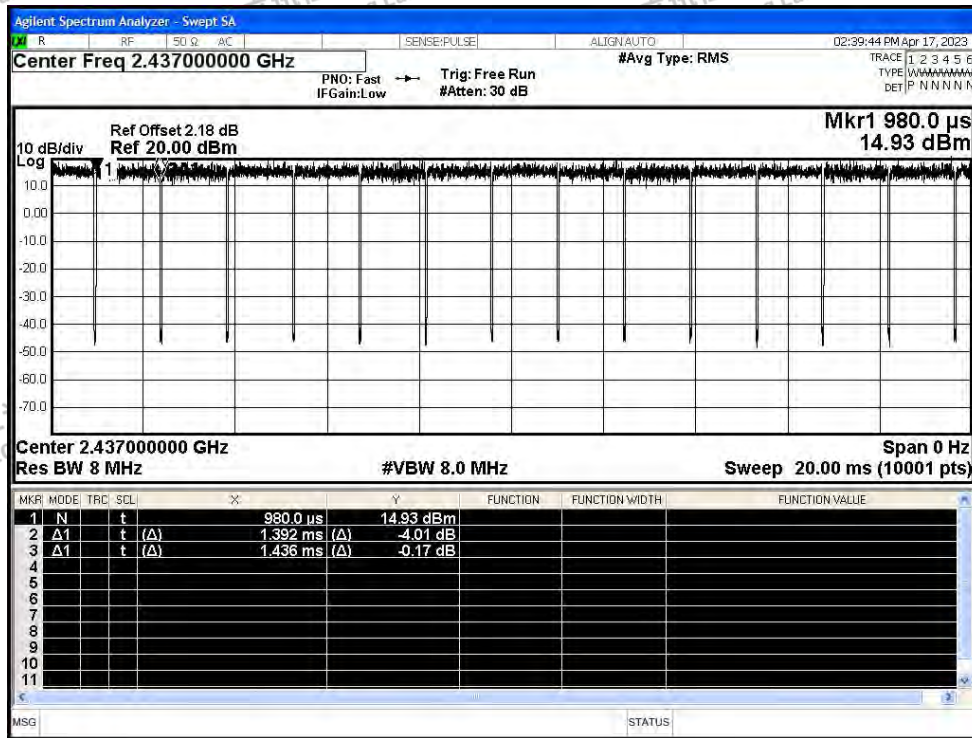 Agilent Spectrum Analyzer - Swept SA
LXI R RF 50 Ω AC SENSE:PULSE ALIGN AUTO 02:39:44 PM Apr 17, 2023
Center Freq 2.437000000 GHz #Avg Type: RMS TRACE 1 2 3 4 5 6
PNO: Fast Trig: Free Run TYPE
IFGain:Low #Atten: 30 dB DET P N N N N N
Mkr1 980.0 µs
Ref Offset 2.18 dB
10 dB/div Ref 20.00 dBm 14.93 dBm
Log
1
10.0
0.00
-10.0
-20.0
-30.0
-40.0
-50.0
-60.0
-70.0
Center 2.437000000 GHz Span 0 Hz
Res BW 8 MHz #VBW 8.0 MHz Sweep 20.00 ms (10001 pts)
MKR MODE TRC SCL X Y FUNCTION FUNCTION WIDTH FUNCTION VALUE
1 N t 980.0 µs 14.93 dBm
2 Δ1 t (Δ) 1.392 ms (Δ) -4.01 dB
3 Δ1 t (Δ) 1.436 ms (Δ) -0.17 dB
4
5
6
7
8
9
10
11
MSG STATUS